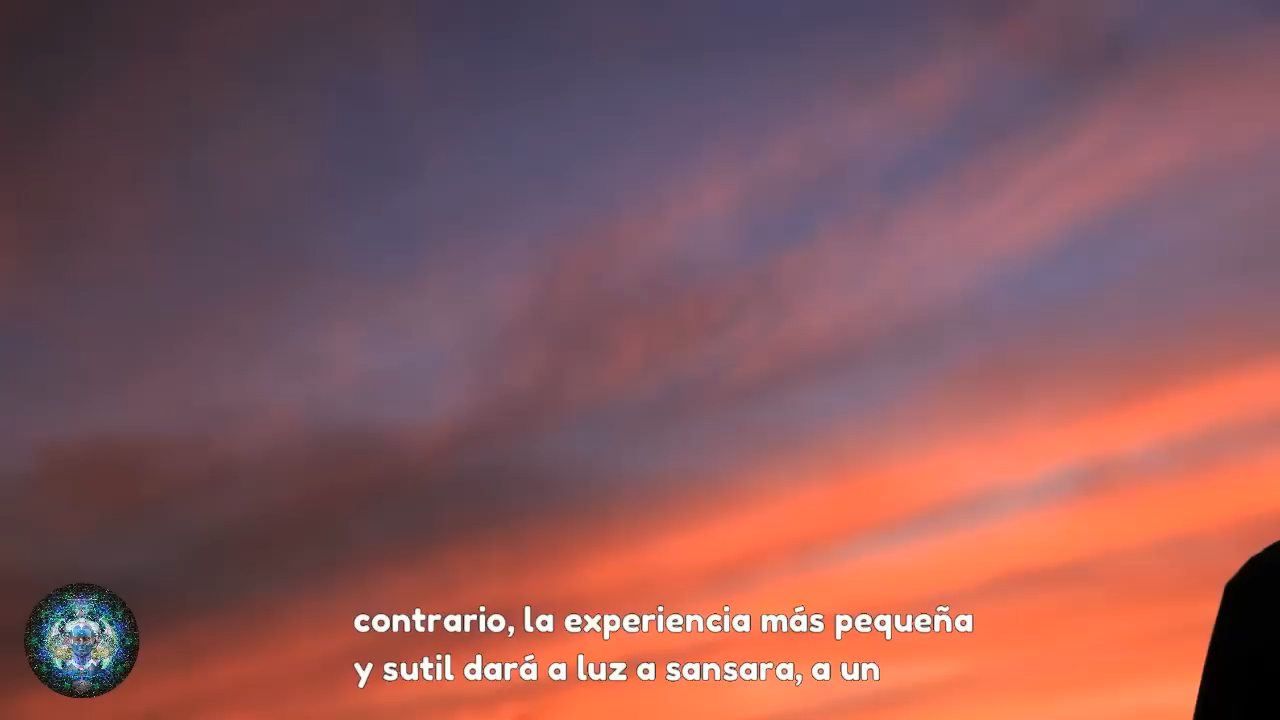 contrario, la experiencia más pequeña
y sutil dará a luz a sansara, a un